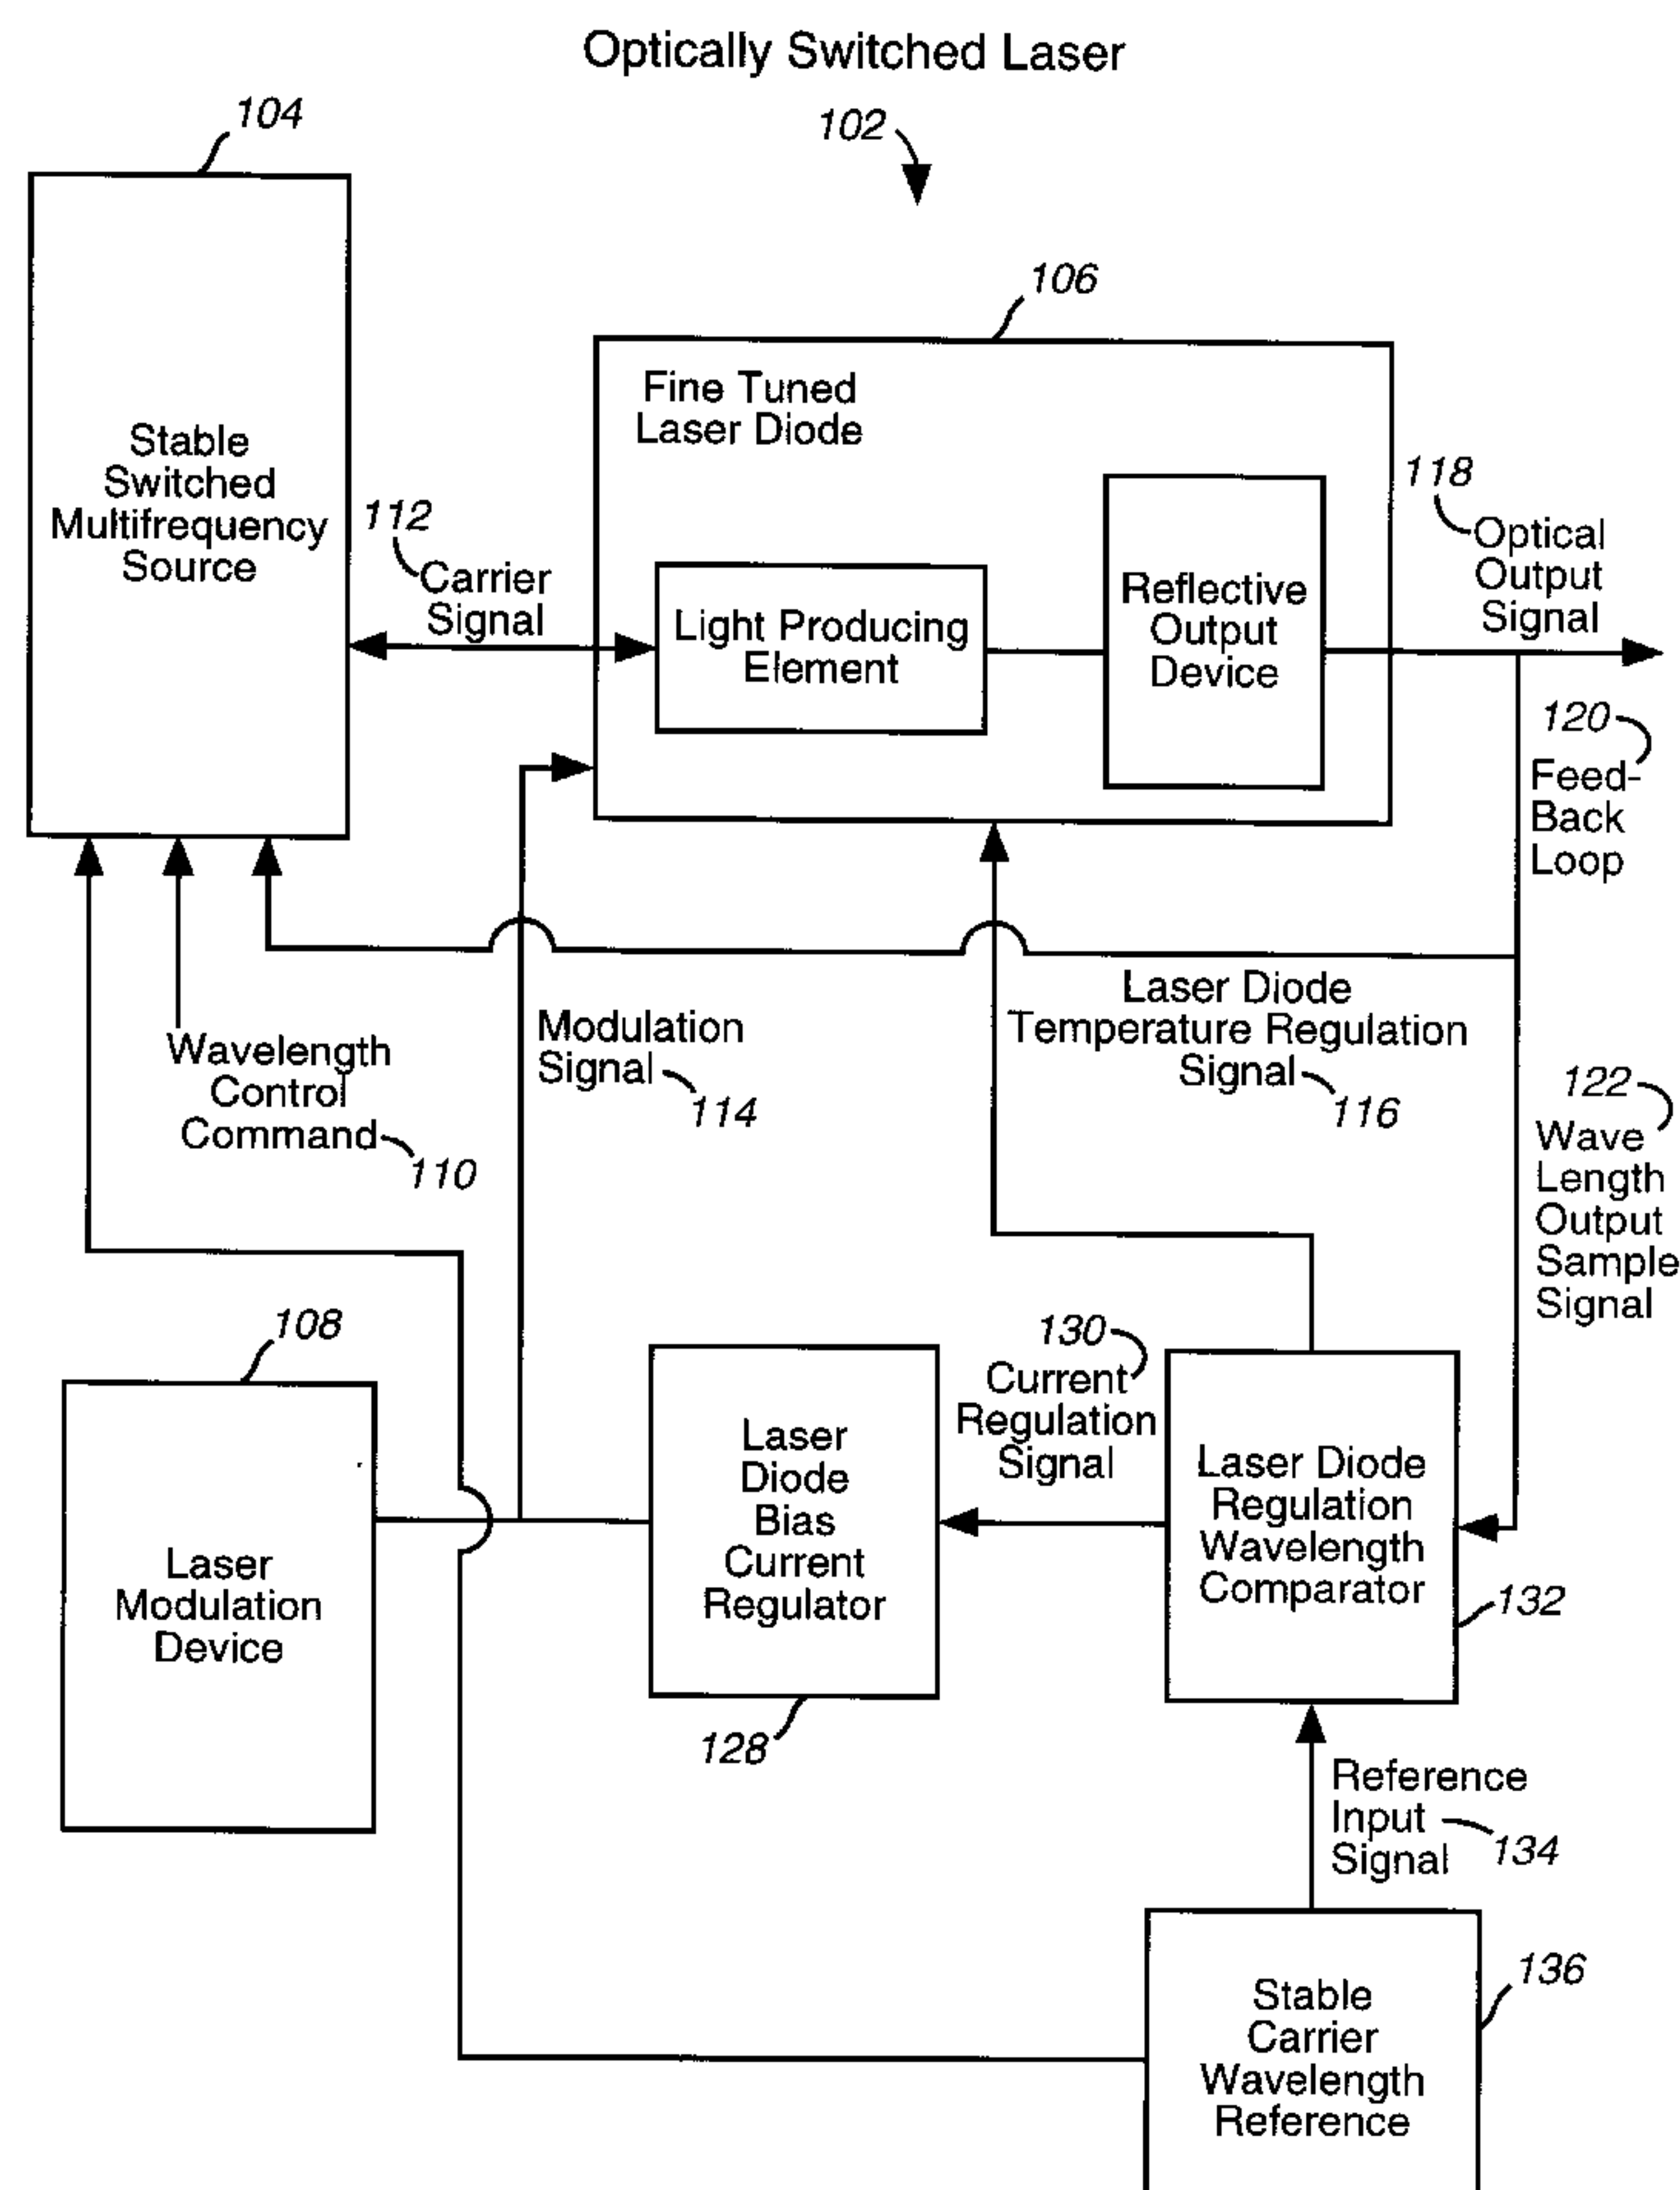 Optically Switched Laser
102
104
Stable
Switched
Multifrequency
Source
106
Fine Tuned
Laser Diode
112
Carrier
Signal
Light Producing
Element
Reflective
Output
Device
118
Optical
Output
Signal
120
Feed-
Back
Loop
Wavelength
Control
Command
110
Modulation
Signal
114
Laser Diode
Temperature Regulation
Signal
116
122
Wave
Length
Output
Sample
Signal
108
Laser
Modulation
Device
Laser
Diode
Bias
Current
Regulator
128
130
Current
Regulation
Signal
Laser Diode
Regulation
Wavelength
Comparator
132
Reference
Input
Signal
134
136
Stable
Carrier
Wavelength
Reference